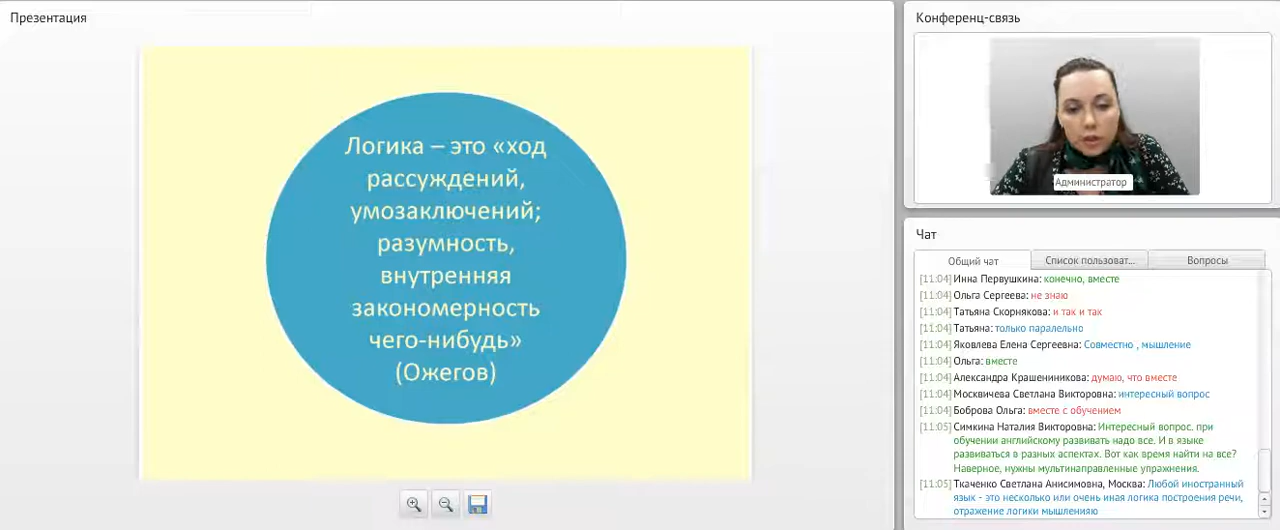 Презентация
Логика – это «ход
рассуждений,
умозаключений;
разумность,
внутренняя
закономерность
чего-нибудь»
(Ожегов)
Конференц-связь
Администратор
Чат
Общий чат
Список пользоват...
Вопросы
[11:04] Инна Первушкина: конечно, вместе
[11:04] Ольга Сергеева: не знаю
[11:04] Татьяна Скорнякова: и так и так
[11:04] Татьяна: только паралельно
[11:04] Яковлева Елена Сергеевна: Совместно , мышление
[11:04] Ольга: вместе
[11:04] Александра Крашениникова: думаю, что вместе
[11:04] Москвичева Светлана Викторовна: интересный вопрос
[11:04] Боброва Ольга: вместе с обучением
[11:05] Симкина Наталия Викторовна: Интересный вопрос. при
обучении английскому развивать надо все. И в языке
развиваться в разных аспектах. Вот как время найти на все?
Наверное, нужны мультинаправленные упражнения.
[11:05] Ткаченко Светлана Анисимовна, Москва: Любой иностранный
язык - это несколько или очень иная логика построения речи,
отражение логики мышленияю